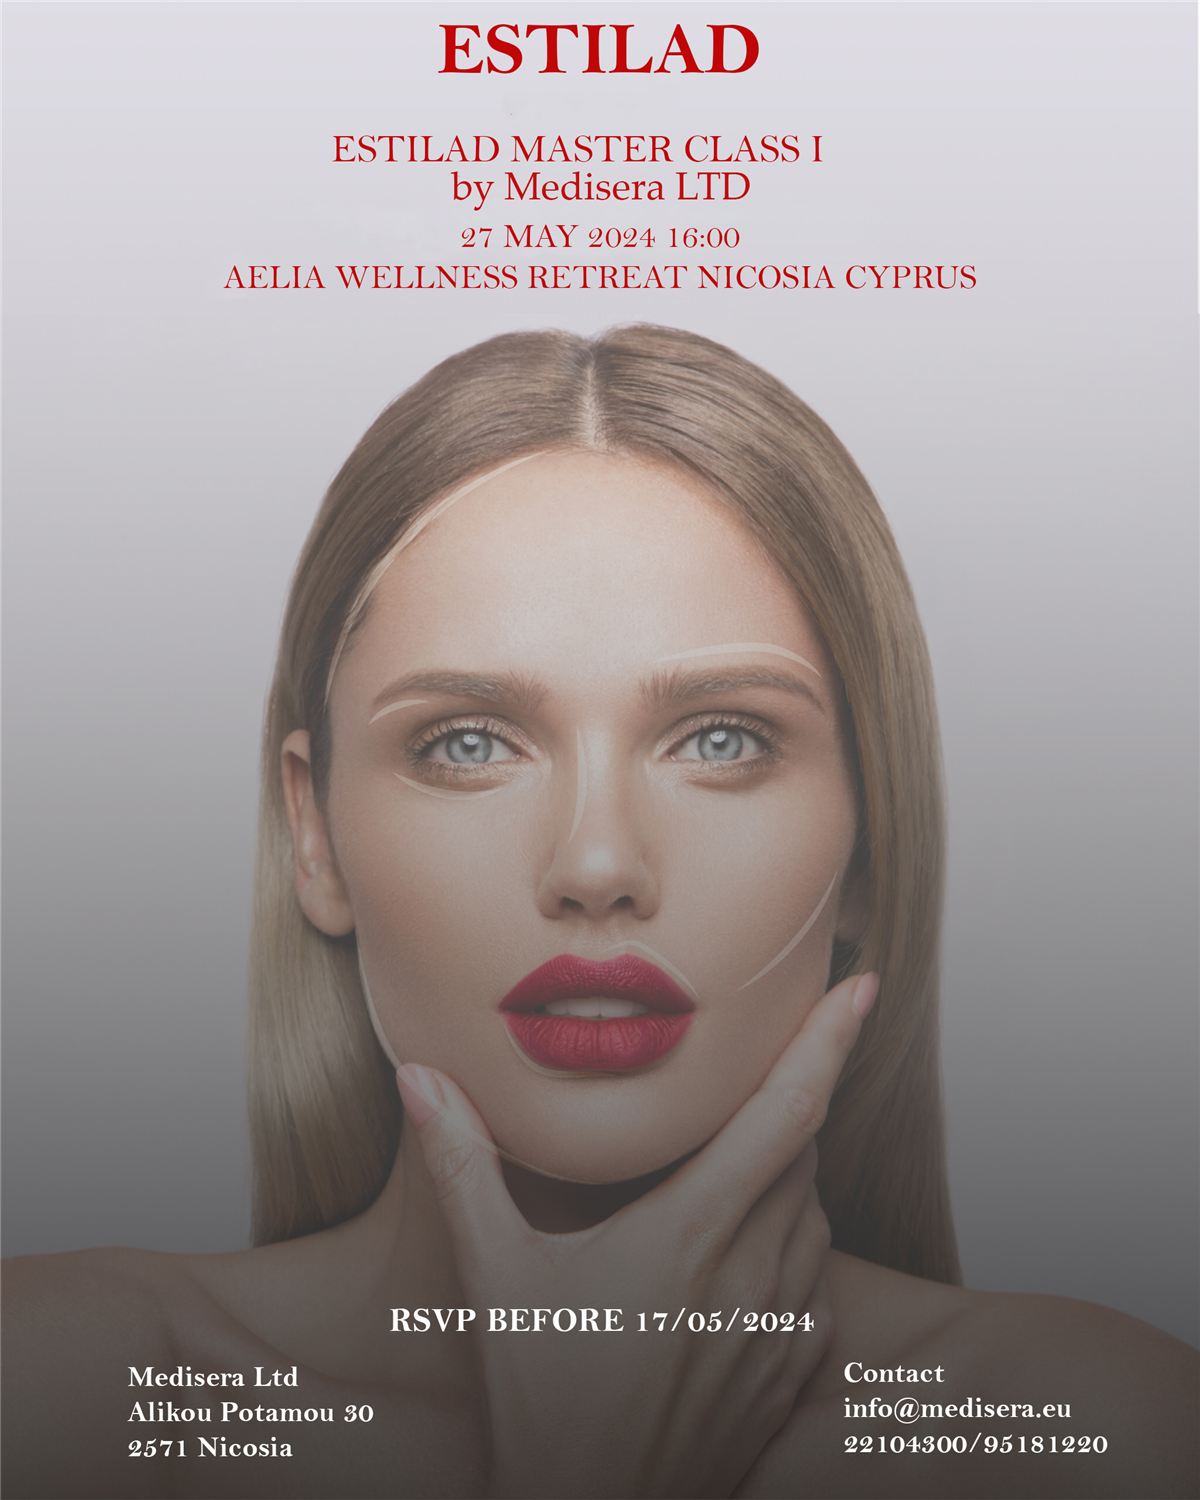 ESTILAD
ESTILAD MASTER CLASS I
by Medisera LTD
27 MAY 2024 16:00
AELIA WELLNESS RETREAT NICOSIA CYPRUS
RSVP BEFORE 17/05/2024
Medisera Ltd
Alikou Potamou 30
2571 Nicosia
Contact
info@medisera.eu
22104300/95181220